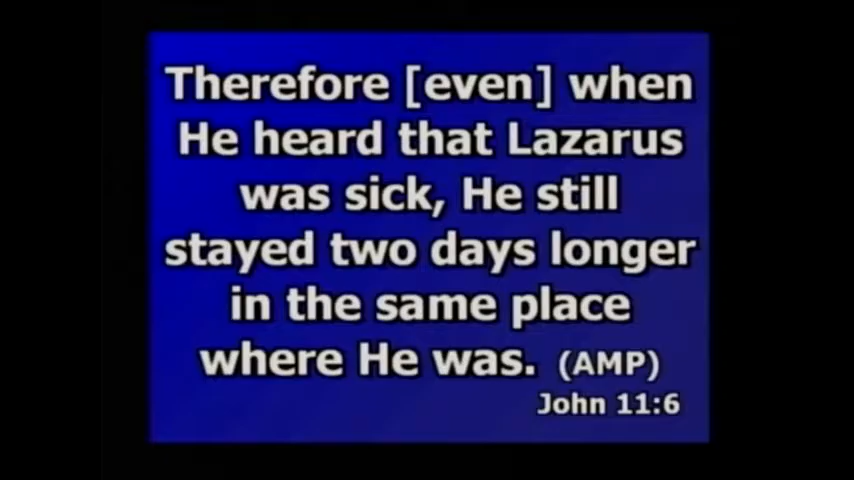 Therefore [even] when
He heard that Lazarus
was sick, He still
stayed two days longer
in the same place
where He was. (AMP)
John 11:6